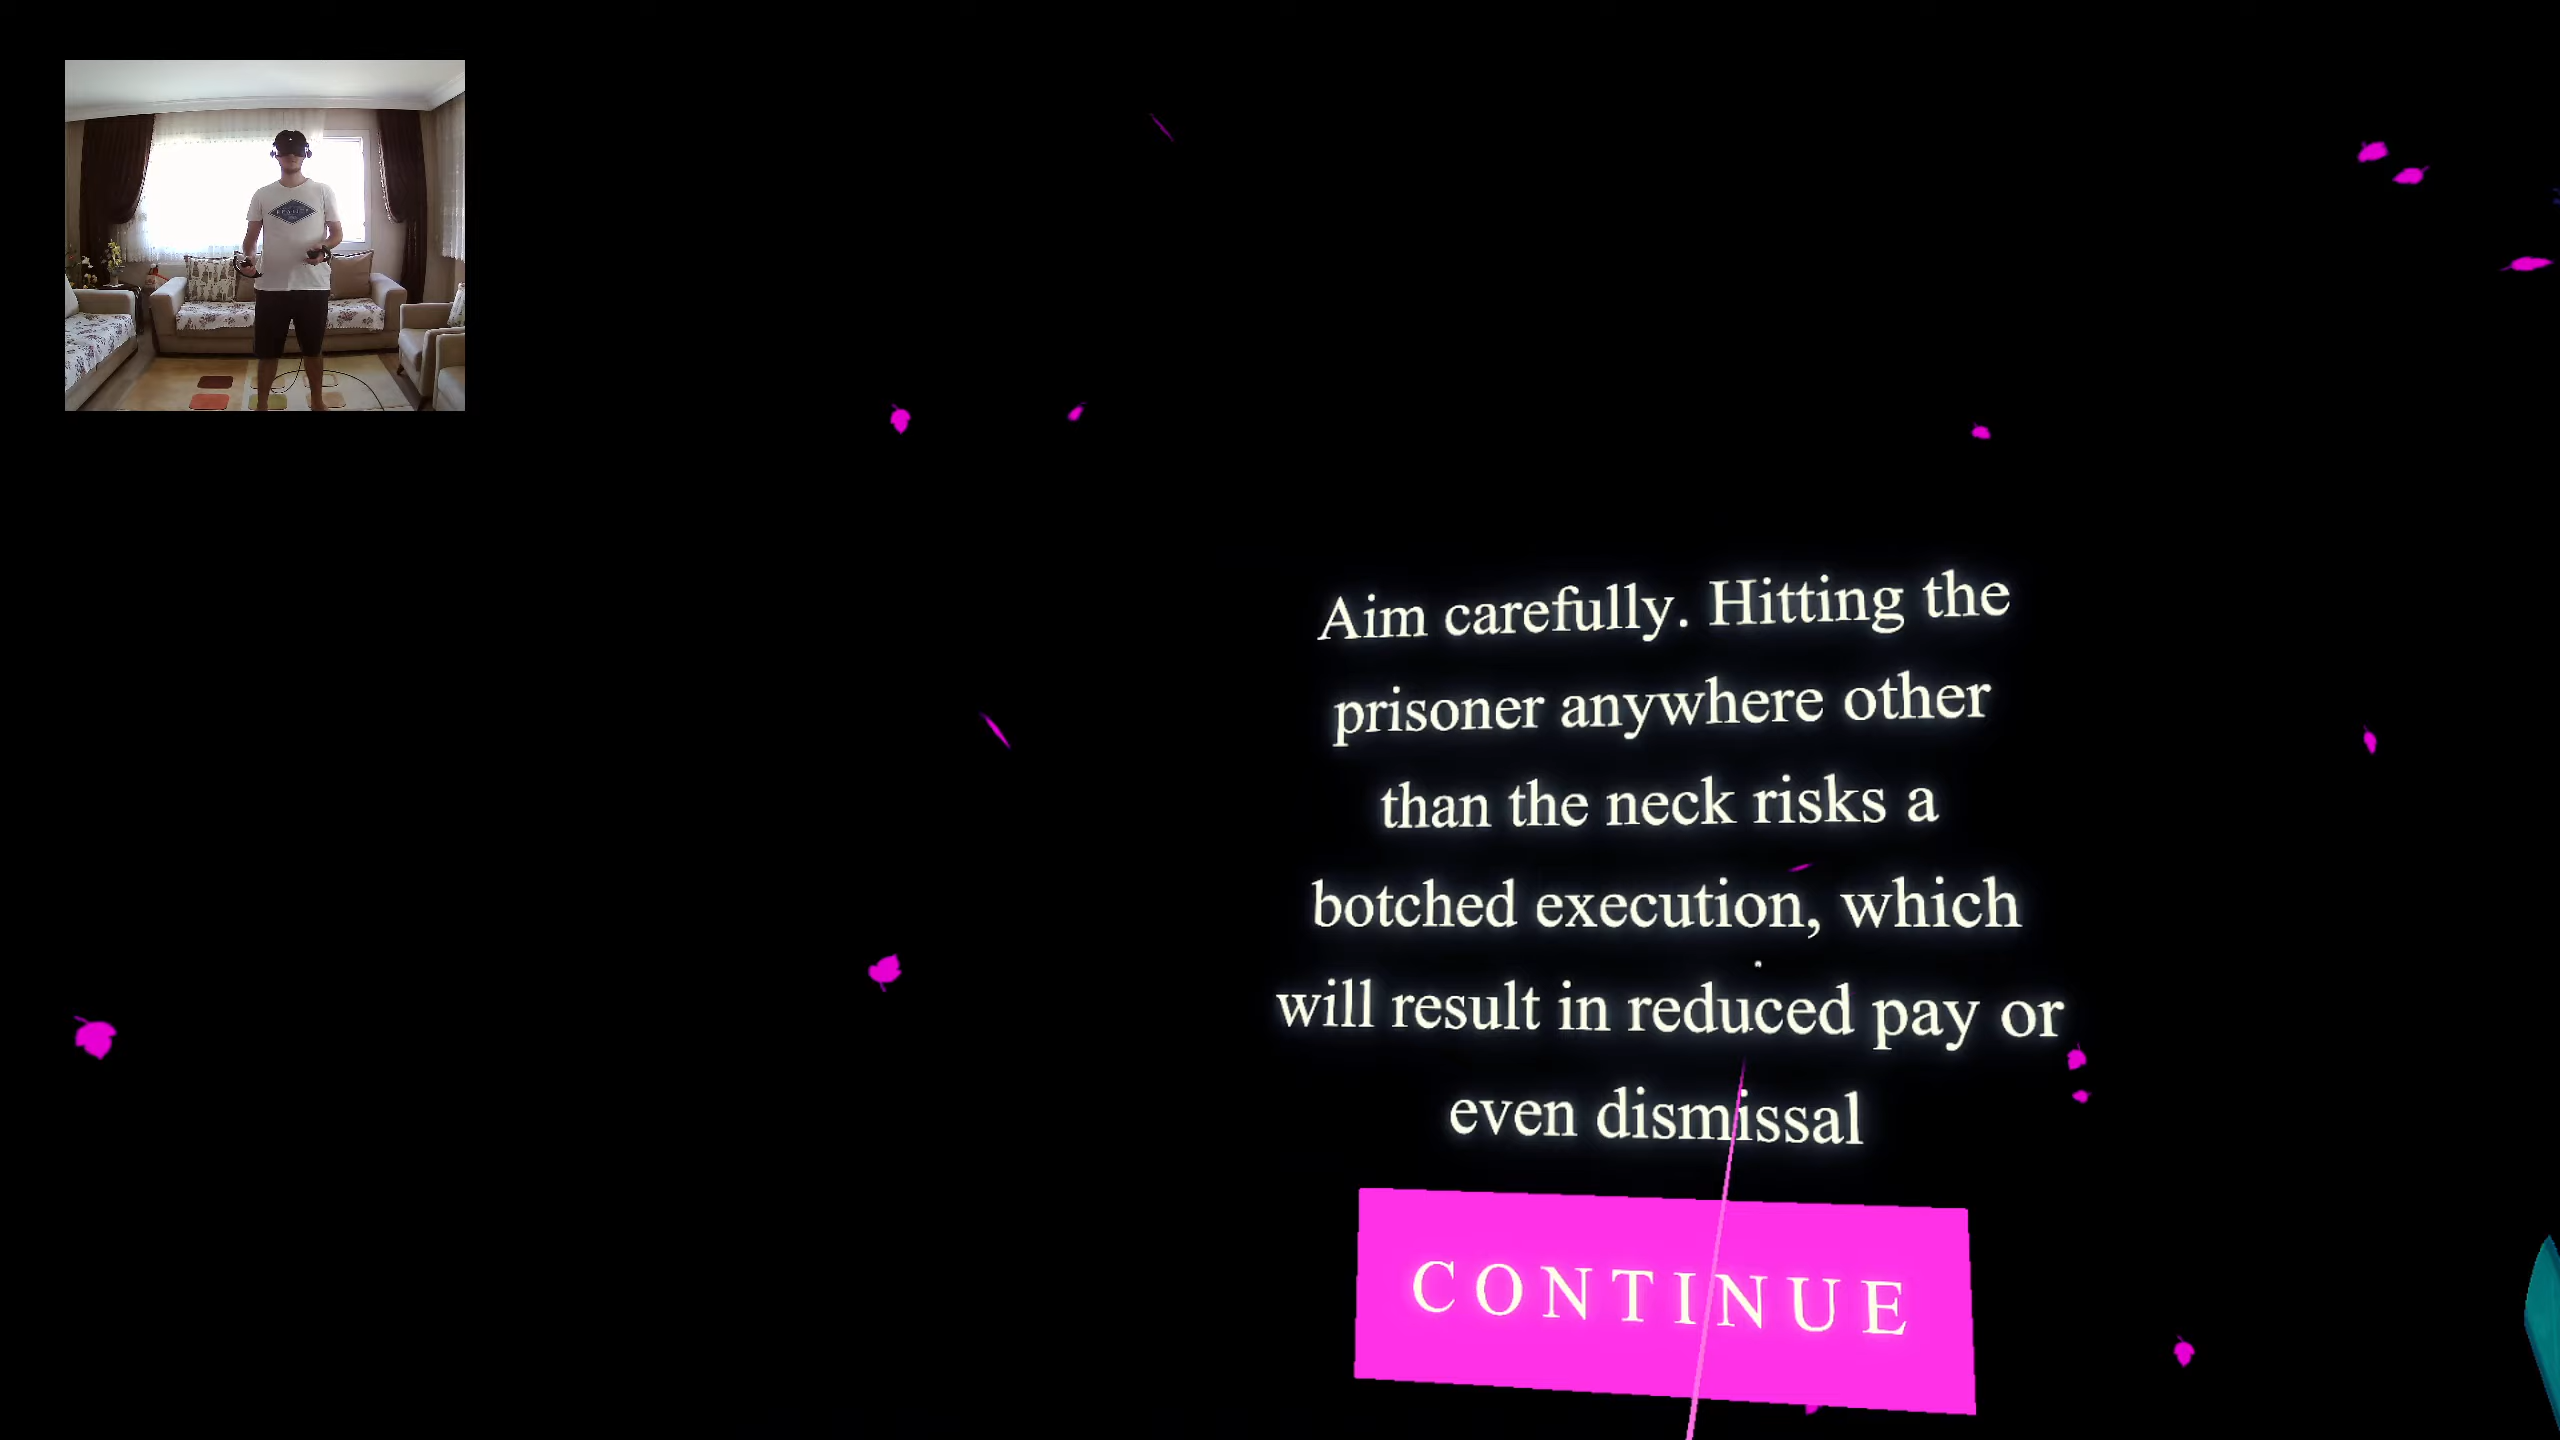 Aim carefully. Hitting the
prisoner anywhere other
than the neck risks a
botched execution, which
will result in reduced pay or
even dismissal
CONTINUE